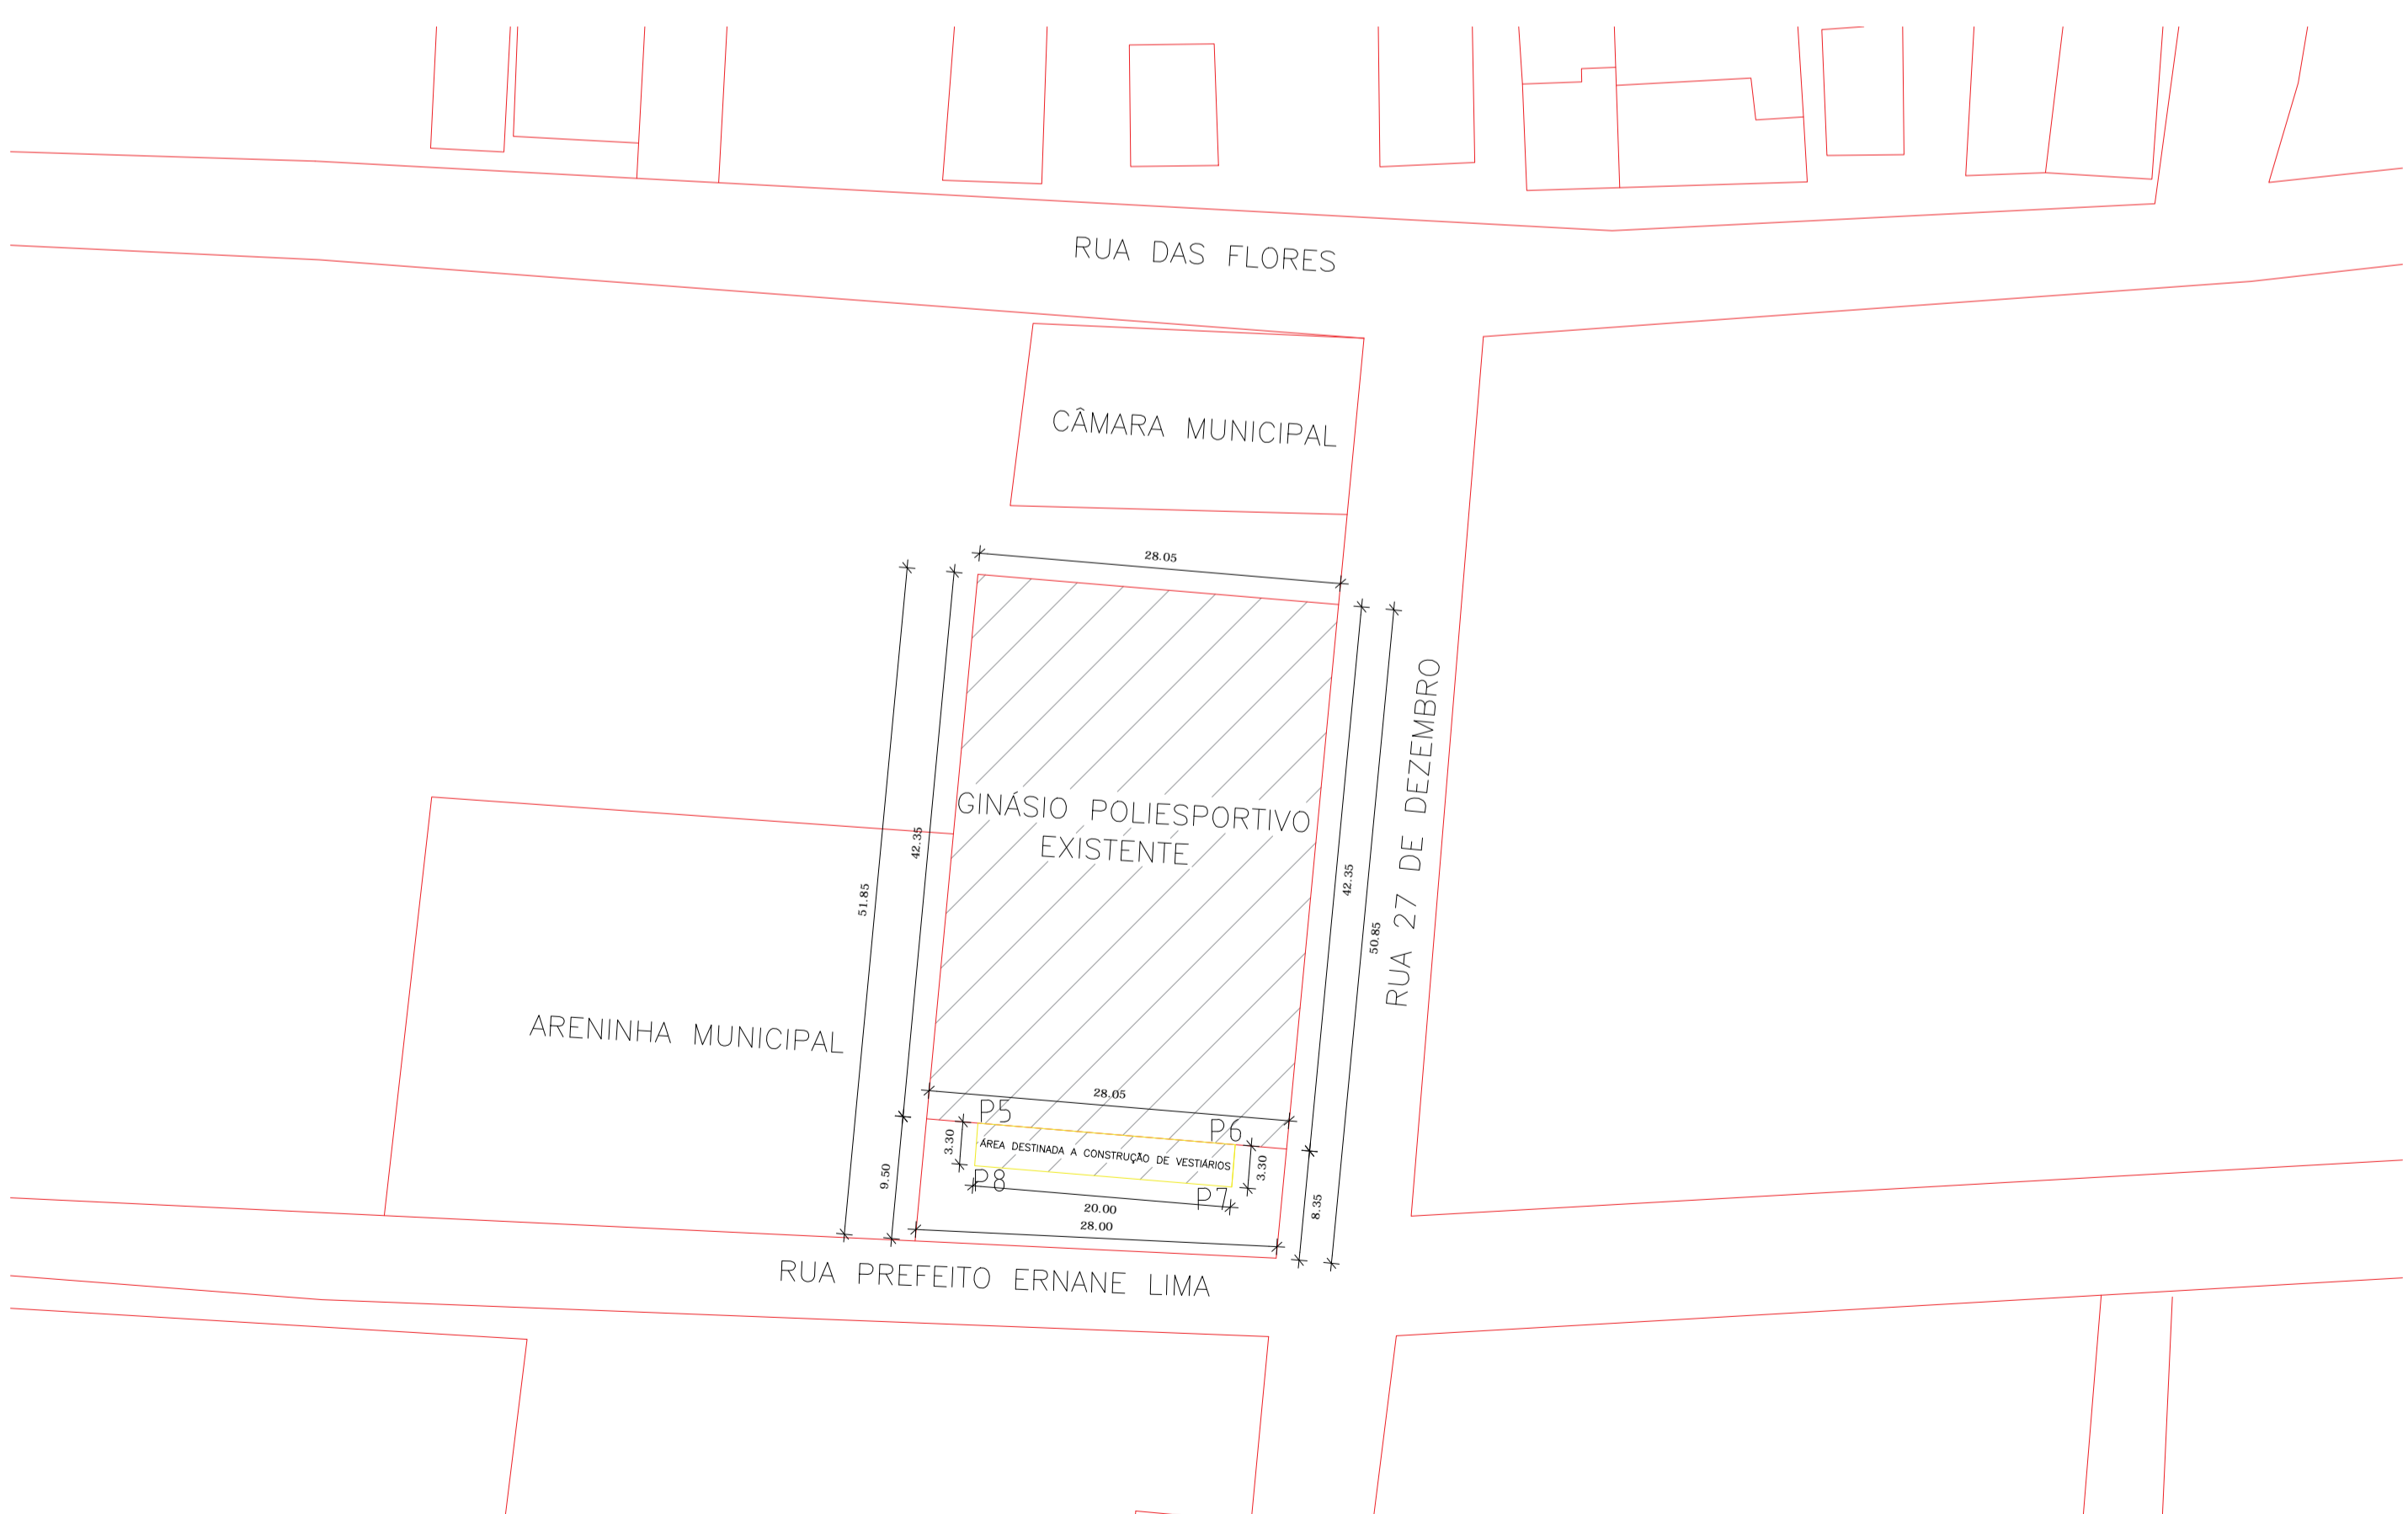 RUA DAS FLORES
CÂMARA MUNICIPAL
28.05
GINÁSIO POLIESPORTIVO
EXISTENTE
42.35
51.85
42.35
50.85
RUA 27 DE DEZEMBRO
ARENINHA MUNICIPAL
28.05
P5
P6
3.30
ÁREA DESTINADA A CONSTRUÇÃO DE VESTIÁRIOS
3.30
9.50
P8
P7
8.35
20.00
28.00
RUA PREFEITO ERNANE LIMA